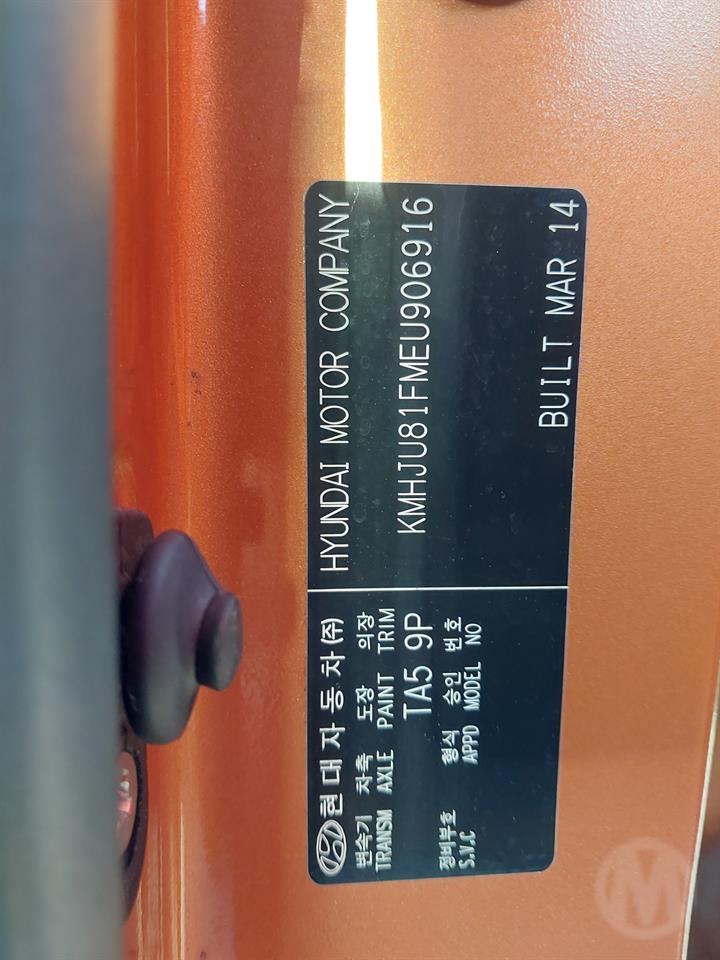 현대자동차(주) HYUNDAI MOTOR COMPANY
변속기 차축 도장 의장
TRANSM AXLE PAINT TRIM
TA5 9P KMHJU81FMEU906916
정비부호 형식 승인 번호
S.V.C APPD MODEL NO
BUILT MAR 14
M